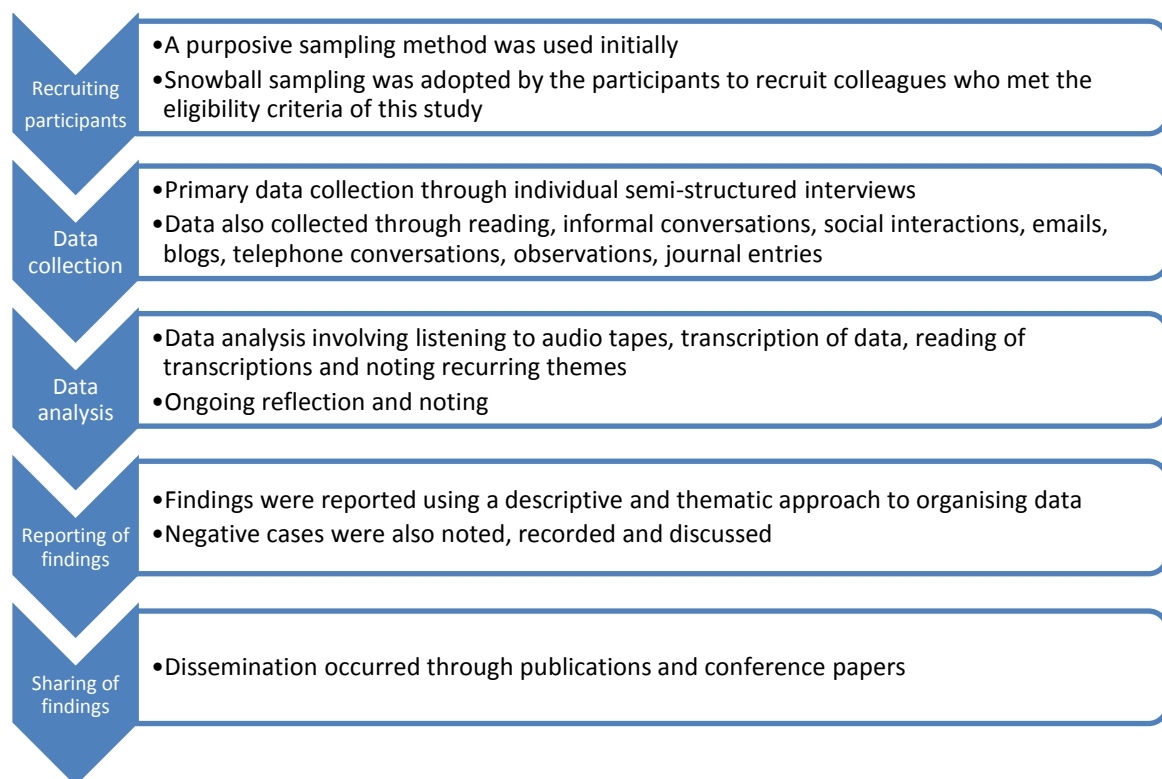 Recruiting
participants
•A purposive sampling method was used initially
•Snowball sampling was adopted by the participants to recruit colleagues who met the
eligibility criteria of this study
Data
collection
•Primary data collection through individual semi-structured interviews
•Data also collected through reading, informal conversations, social interactions, emails,
blogs, telephone conversations, observations, journal entries
Data
analysis
•Data analysis involving listening to audio tapes, transcription of data, reading of
transcriptions and noting recurring themes
•Ongoing reflection and noting
Reporting of
findings
•Findings were reported using a descriptive and thematic approach to organising data
•Negative cases were also noted, recorded and discussed
Sharing of
findings
•Dissemination occurred through publications and conference papers